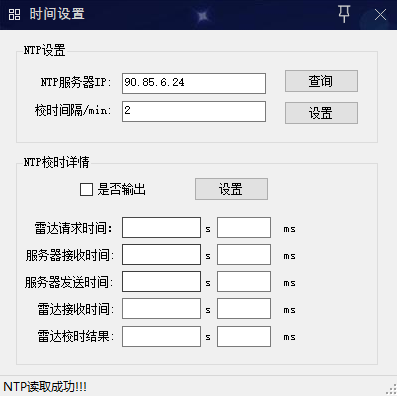 时间设置
NTP设置
NTP服务器IP: 90.85.6.24 查询
校时间隔/min: 2 设置
NTP校时详情
是否输出 设置
雷达请求时间: s ms
服务器接收时间: s ms
服务器发送时间: s ms
雷达接收时间: s ms
雷达校时结果: s ms
NTP读取成功!!!